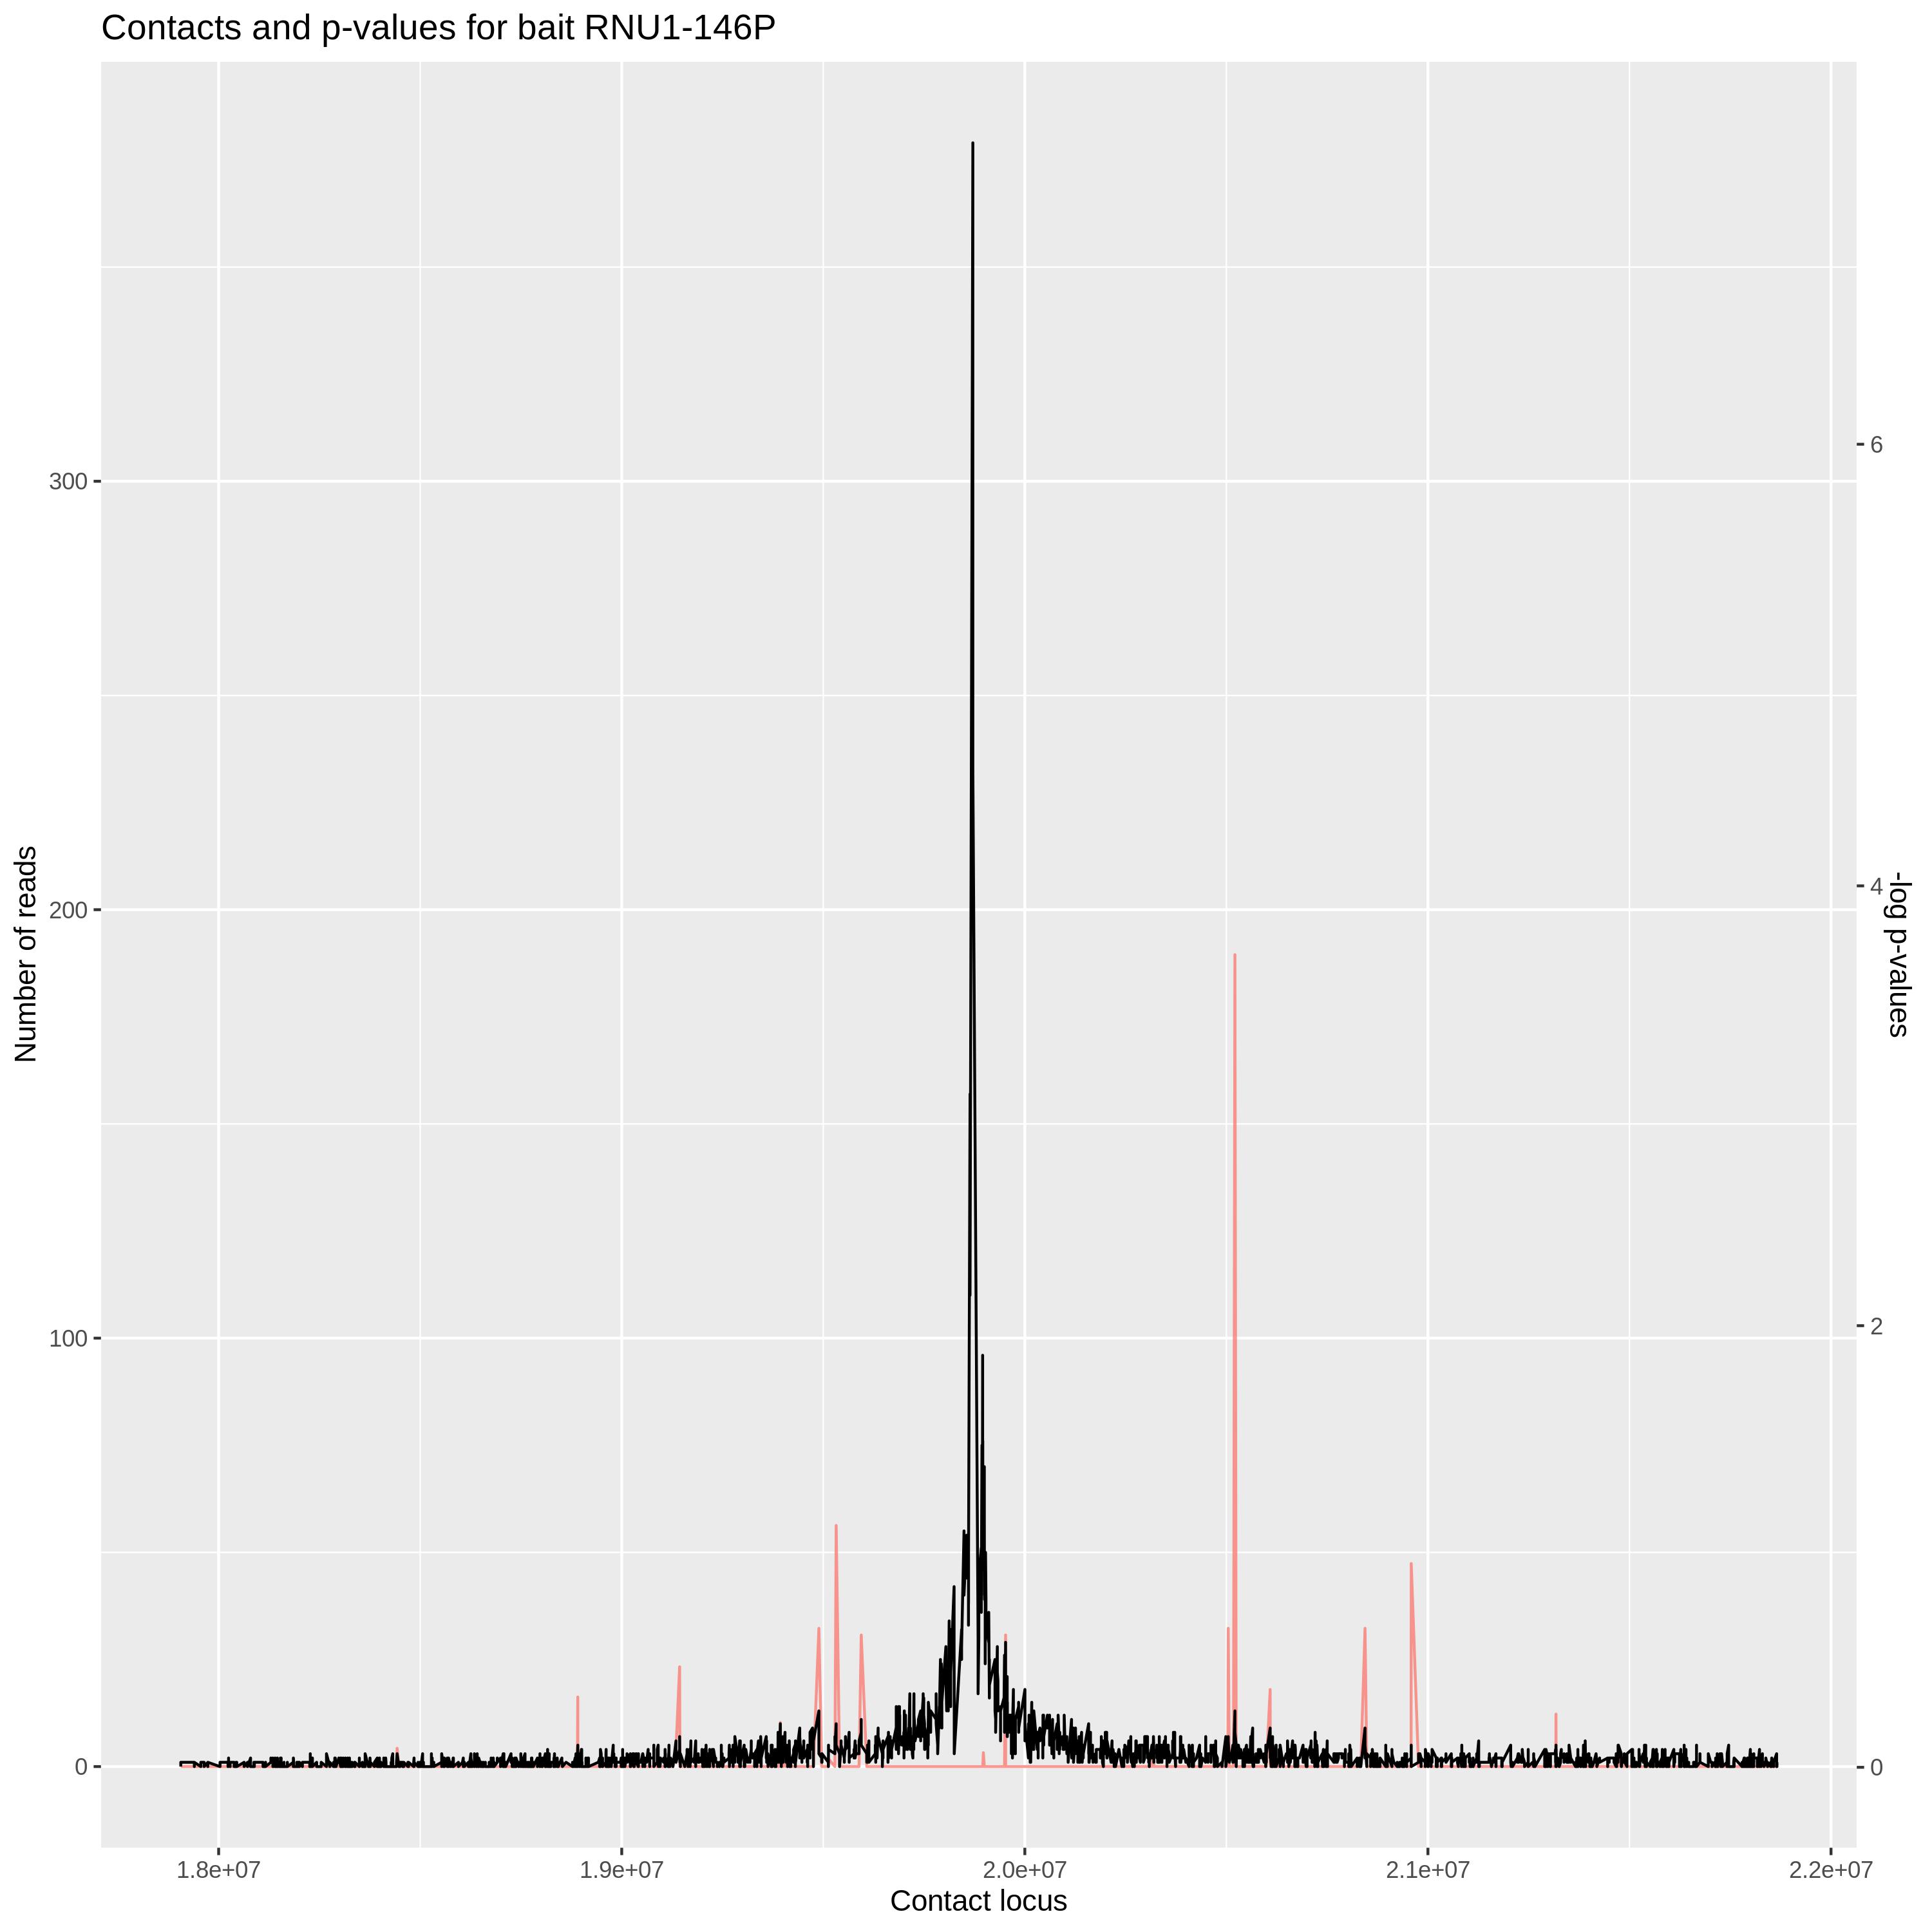 Contacts and p-values for bait RNU1-146P
300
200
100
0
Number of reads
6
4
2
0
-log p-values
1.8e+07
1.9e+07
2.0e+07
2.1e+07
2.2e+07
Contact locus